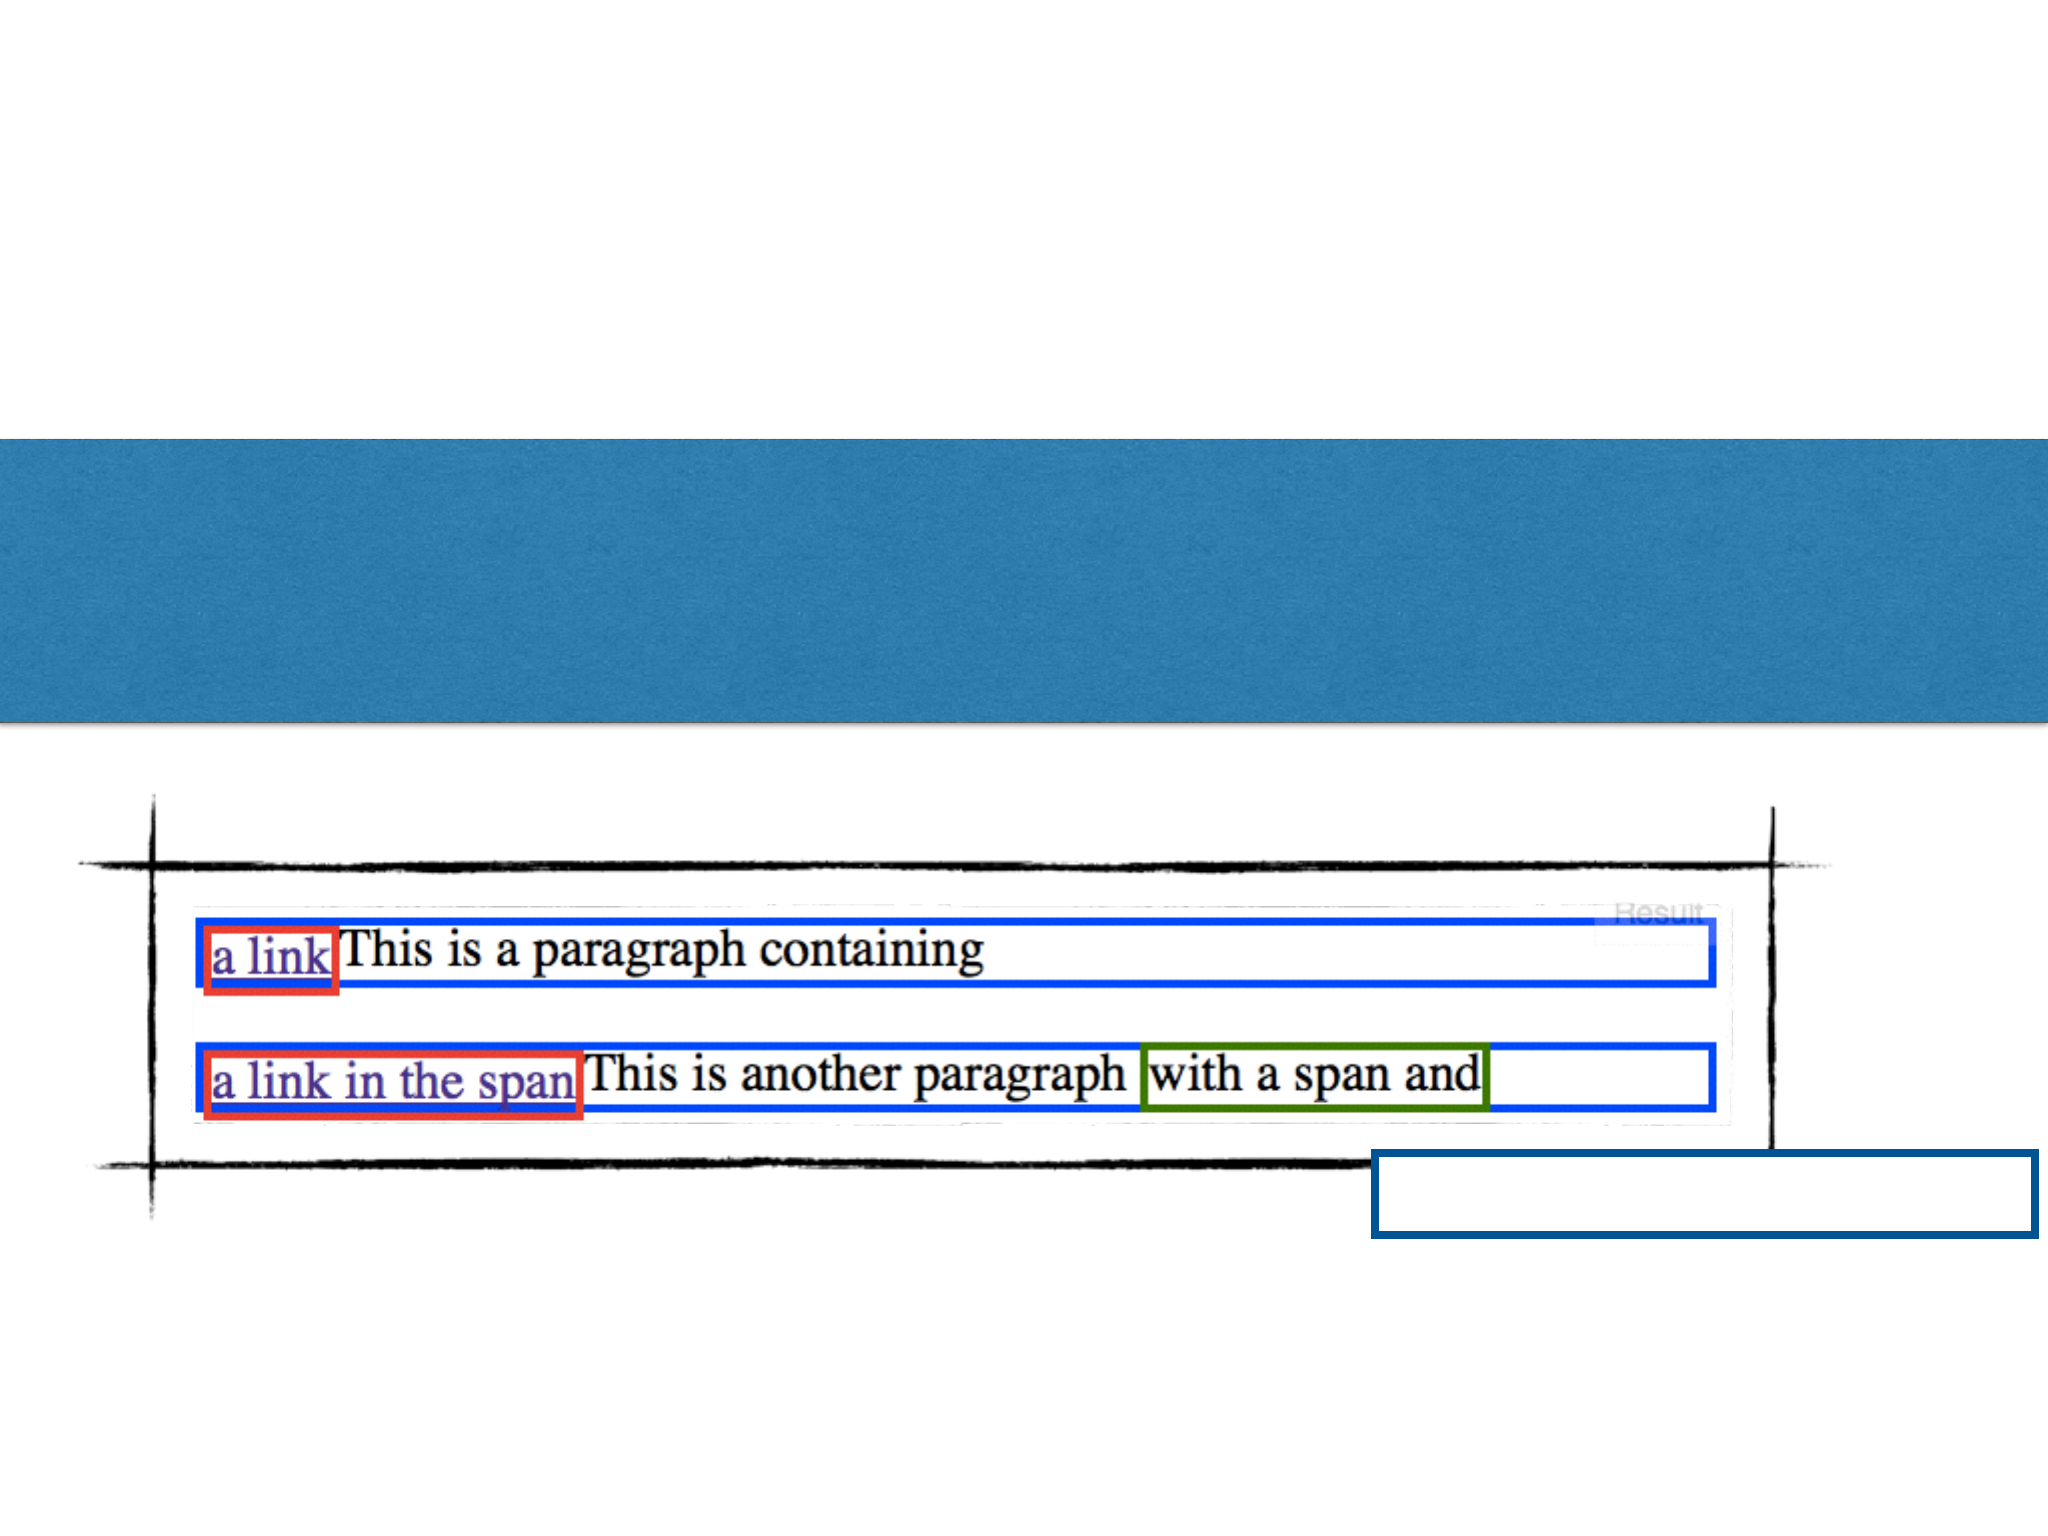 Result
a link This is a paragraph containing
a link in the span This is another paragraph with a span and